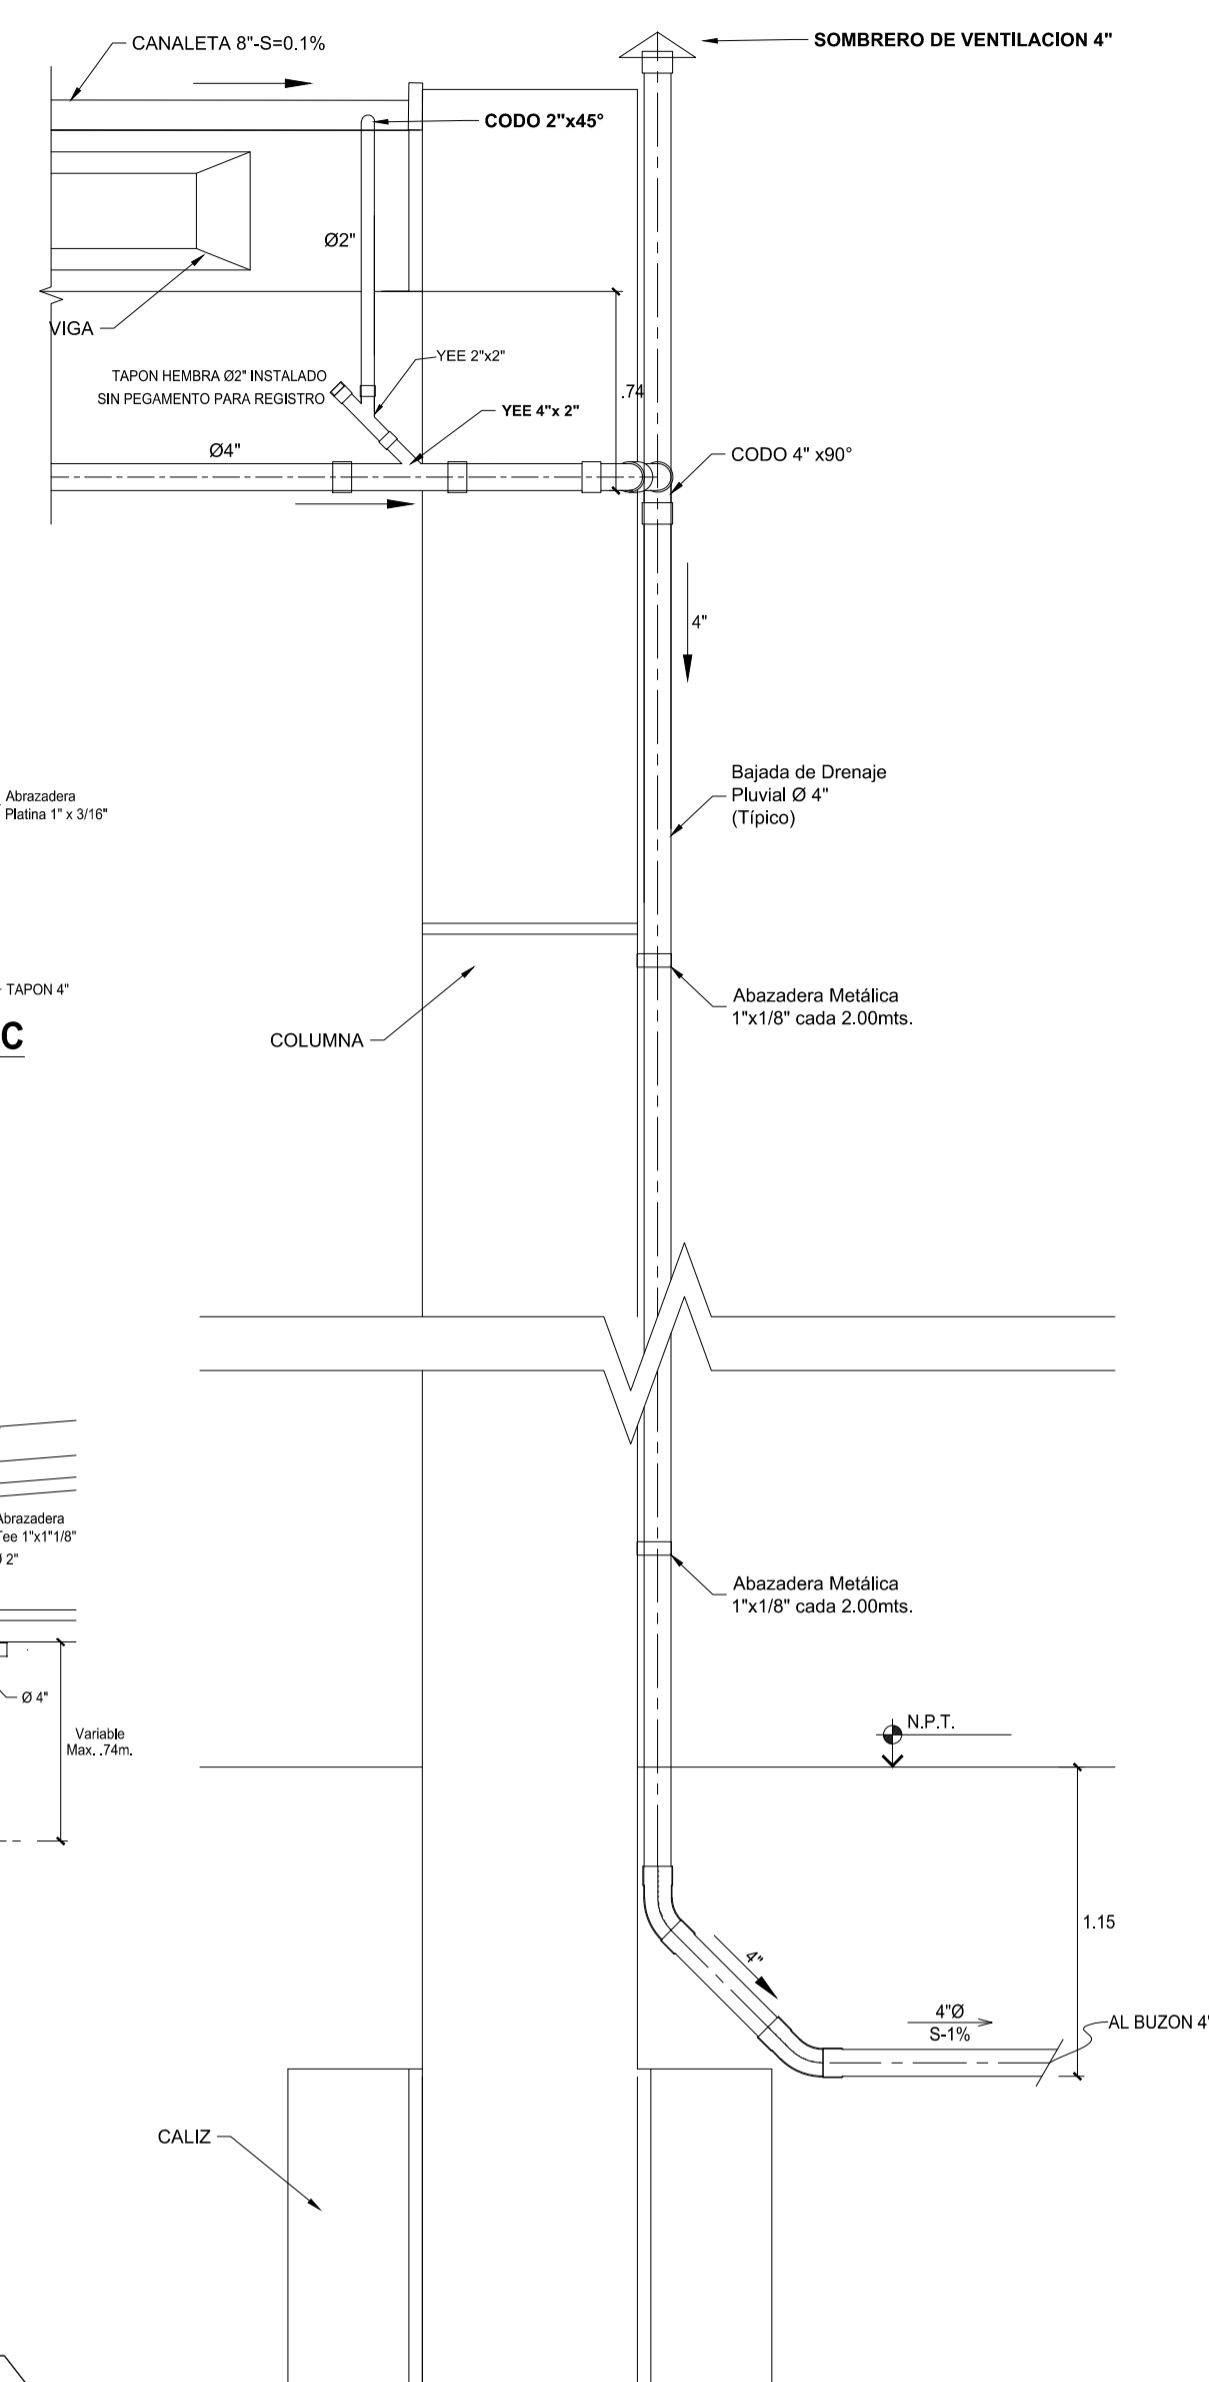 CANALETA 8"-S=0.1%
SOMBRERO DE VENTILACION 4"
CODO 2"x45°
Ø2"
VIGA
YEE 2"x2"
TAPON HEMBRA Ø2" INSTALADO
SIN PEGAMENTO PARA REGISTRO
.74
YEE 4"x 2"
Ø4"
CODO 4" x90°
4"
Bajada de Drenaje
Pluvial Ø 4"
(Típico)
Abrazadera
Platina 1" x 3/16"
TAPON 4"
C
Abazadera Metálica
1"x1/8" cada 2.00mts.
COLUMNA
Abrazadera
Tee 1"x1"1/8"
Ø 2"
Abazadera Metálica
1"x1/8" cada 2.00mts.
Ø 4"
Variable
Max. .74m.
N.P.T.
1.15
4"
4"Ø
S-1%
AL BUZON 4"
CALIZ